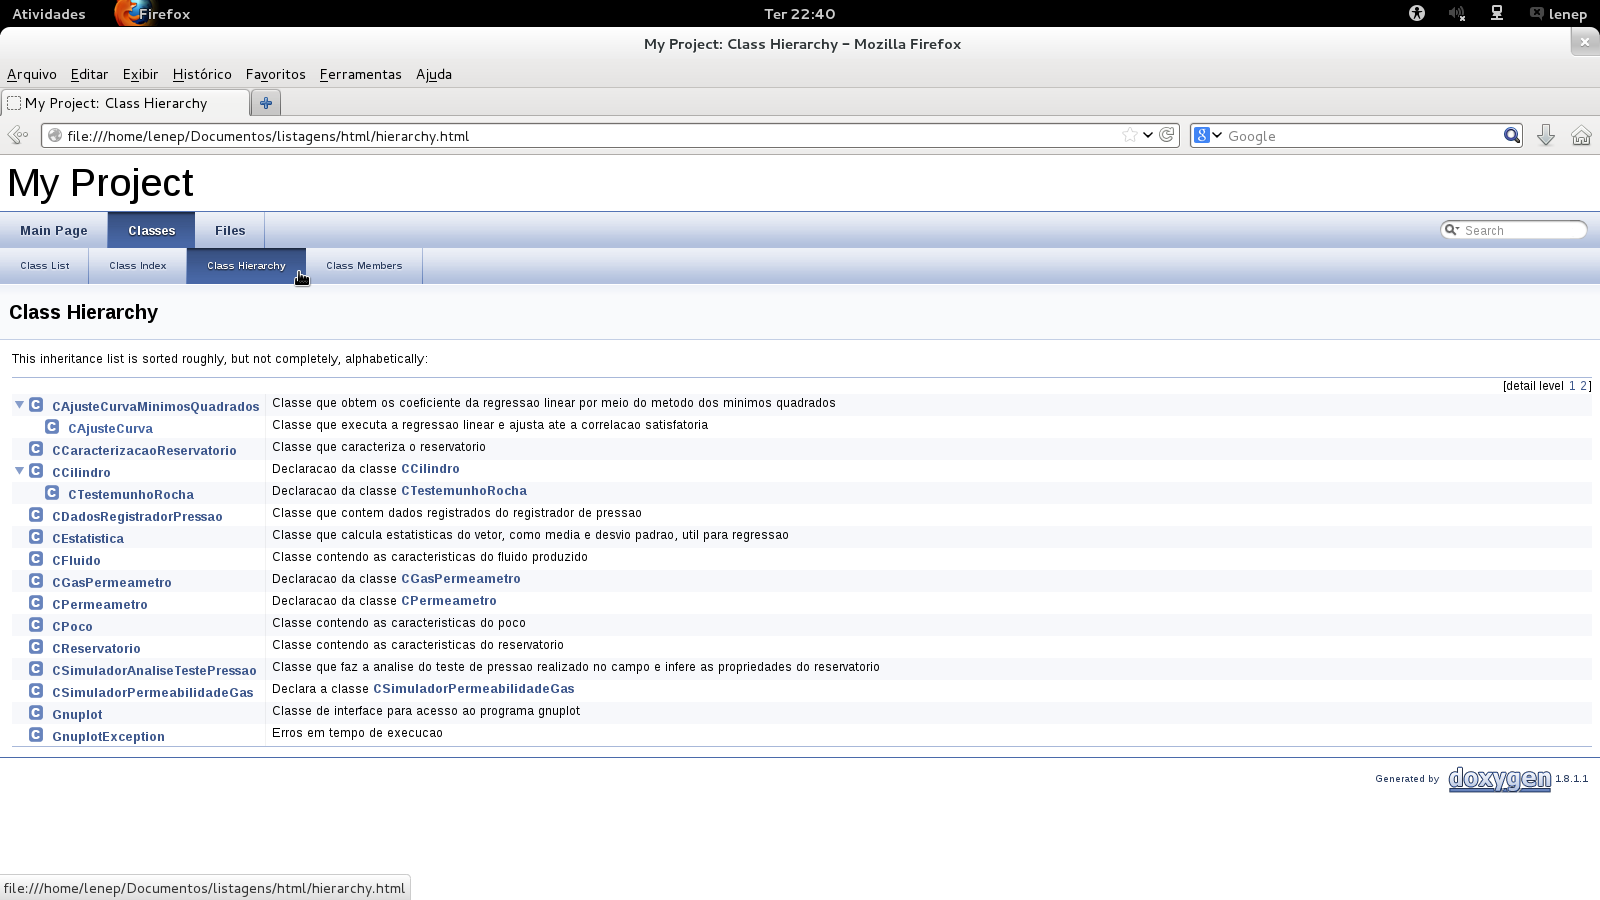 Atividades Firefox Ter 22:40 lenep
My Project: Class Hierarchy - Mozilla Firefox
Arquivo Editar Exibir Histórico Favoritos Ferramentas Ajuda
My Project: Class Hierarchy
file:///home/lenep/Documentos/listagens/html/hierarchy.html Google
My Project
Main Page Classes Files Search
Class List Class Index Class Hierarchy Class Members
Class Hierarchy
This inheritance list is sorted roughly, but not completely, alphabetically:
[detail level 1 2]
C CAjusteCurvaMinimosQuadrados Classe que obtem os coeficiente da regressao linear por meio do metodo dos minimos quadrados
C CAjusteCurva Classe que executa a regressao linear e ajusta ate a correlacao satisfatoria
C CCaracterizacaoReservatorio Classe que caracteriza o reservatorio
C CCilindro Declaracao da classe CCilindro
C CTestemunhoRocha Declaracao da classe CTestemunhoRocha
C CDadosRegistradorPressao Classe que contem dados registrados do registrador de pressao
C CEstatistica Classe que calcula estatisticas do vetor, como media e desvio padrao, util para regressao
C CFluido Classe contendo as caracteristicas do fluido produzido
C CGasPermeametro Declaracao da classe CGasPermeametro
C CPermeametro Declaracao da classe CPermeametro
C CPoco Classe contendo as caracteristicas do poco
C CReservatorio Classe contendo as caracteristicas do reservatorio
C CSimuladorAnaliseTestePressao Classe que faz a analise do teste de pressao realizado no campo e infere as propriedades do reservatorio
C CSimuladorPermeabilidadeGas Declara a classe CSimuladorPermeabilidadeGas
C Gnuplot Classe de interface para acesso ao programa gnuplot
C GnuplotException Erros em tempo de execucao
Generated by doxygen 1.8.1.1
file:///home/lenep/Documentos/listagens/html/hierarchy.html